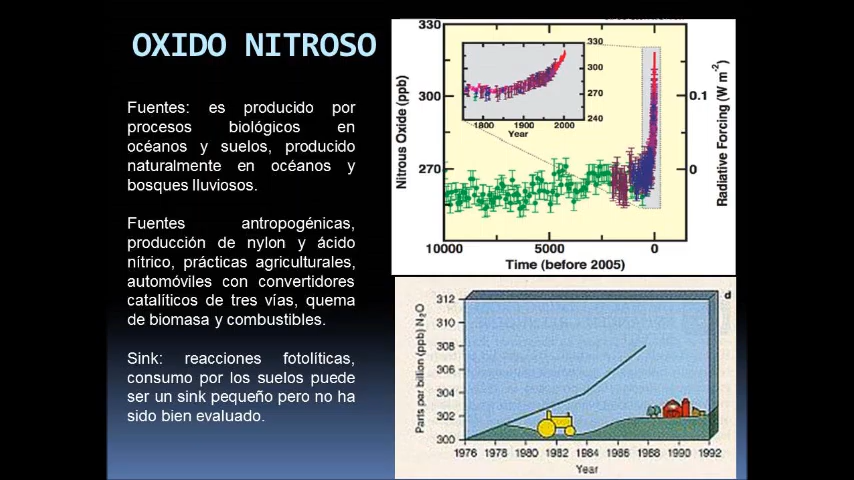 OXIDO NITROSO
Fuentes: es producido por
procesos biológicos en
océanos y suelos, producido
naturalmente en océanos y
bosques lluviosos.
Fuentes antropogénicas,
producción de nylon y ácido
nítrico, prácticas agriculturales,
automóviles con convertidores
catalíticos de tres vías, quema
de biomasa y combustibles.
Sink: reacciones fotolíticas,
consumo por los suelos puede
ser un sink pequeño pero no ha
sido bien evaluado.
Nitrous Oxide (ppb)
330
300
270
330
300
270
240
1800 1900 2000
Year
0.1
0
Radiative Forcing (W m-2)
10000 5000 0
Time (before 2005)
d
Parts per billion (ppb) N2O
312
310
308
306
304
302
300
1976 1978 1980 1982 1984 1986 1988 1990 1992
Year